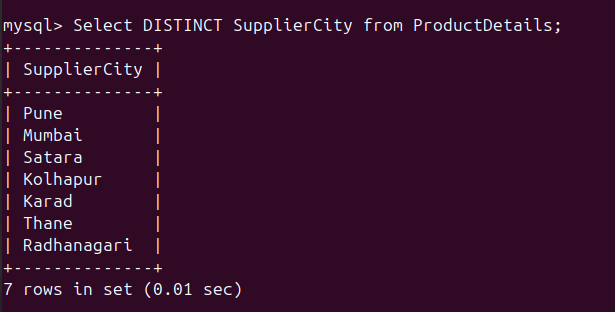 mysql> Select DISTINCT SupplierCity from ProductDetails;
+--------------+
| SupplierCity |
+--------------+
| Pune         |
| Mumbai       |
| Satara       |
| Kolhapur     |
| Karad        |
| Thane        |
| Radhanagari  |
+--------------+
7 rows in set (0.01 sec)